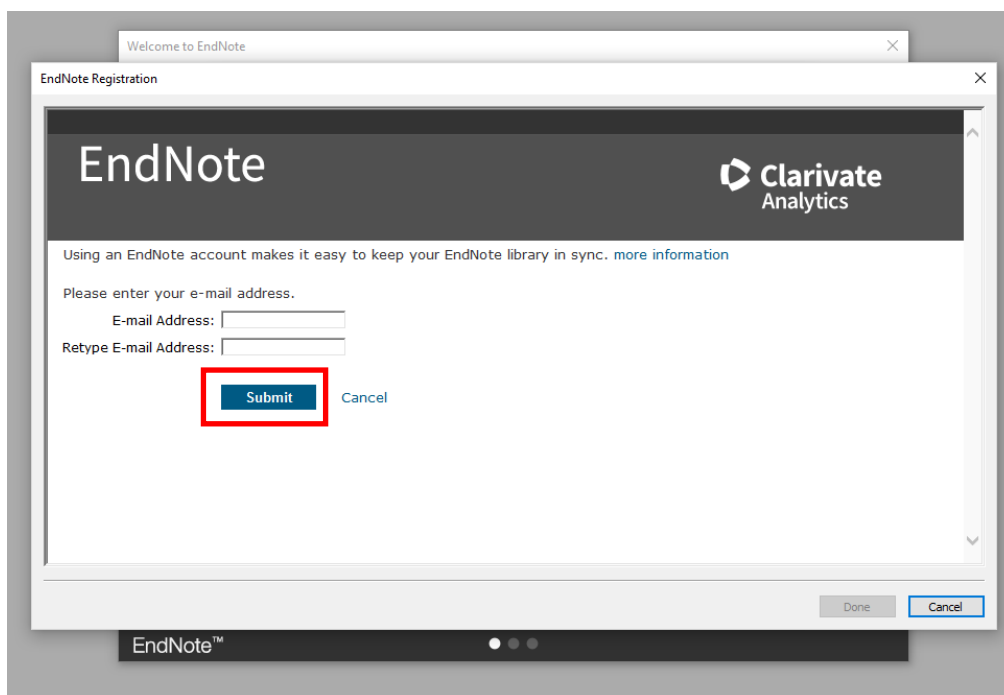 Welcome to EndNote
EndNote Registration
EndNote
Clarivate
Analytics
Using an EndNote account makes it easy to keep your EndNote library in sync. more information
Please enter your e-mail address.
E-mail Address:
Retype E-mail Address:
Submit Cancel
Done Cancel
EndNote™